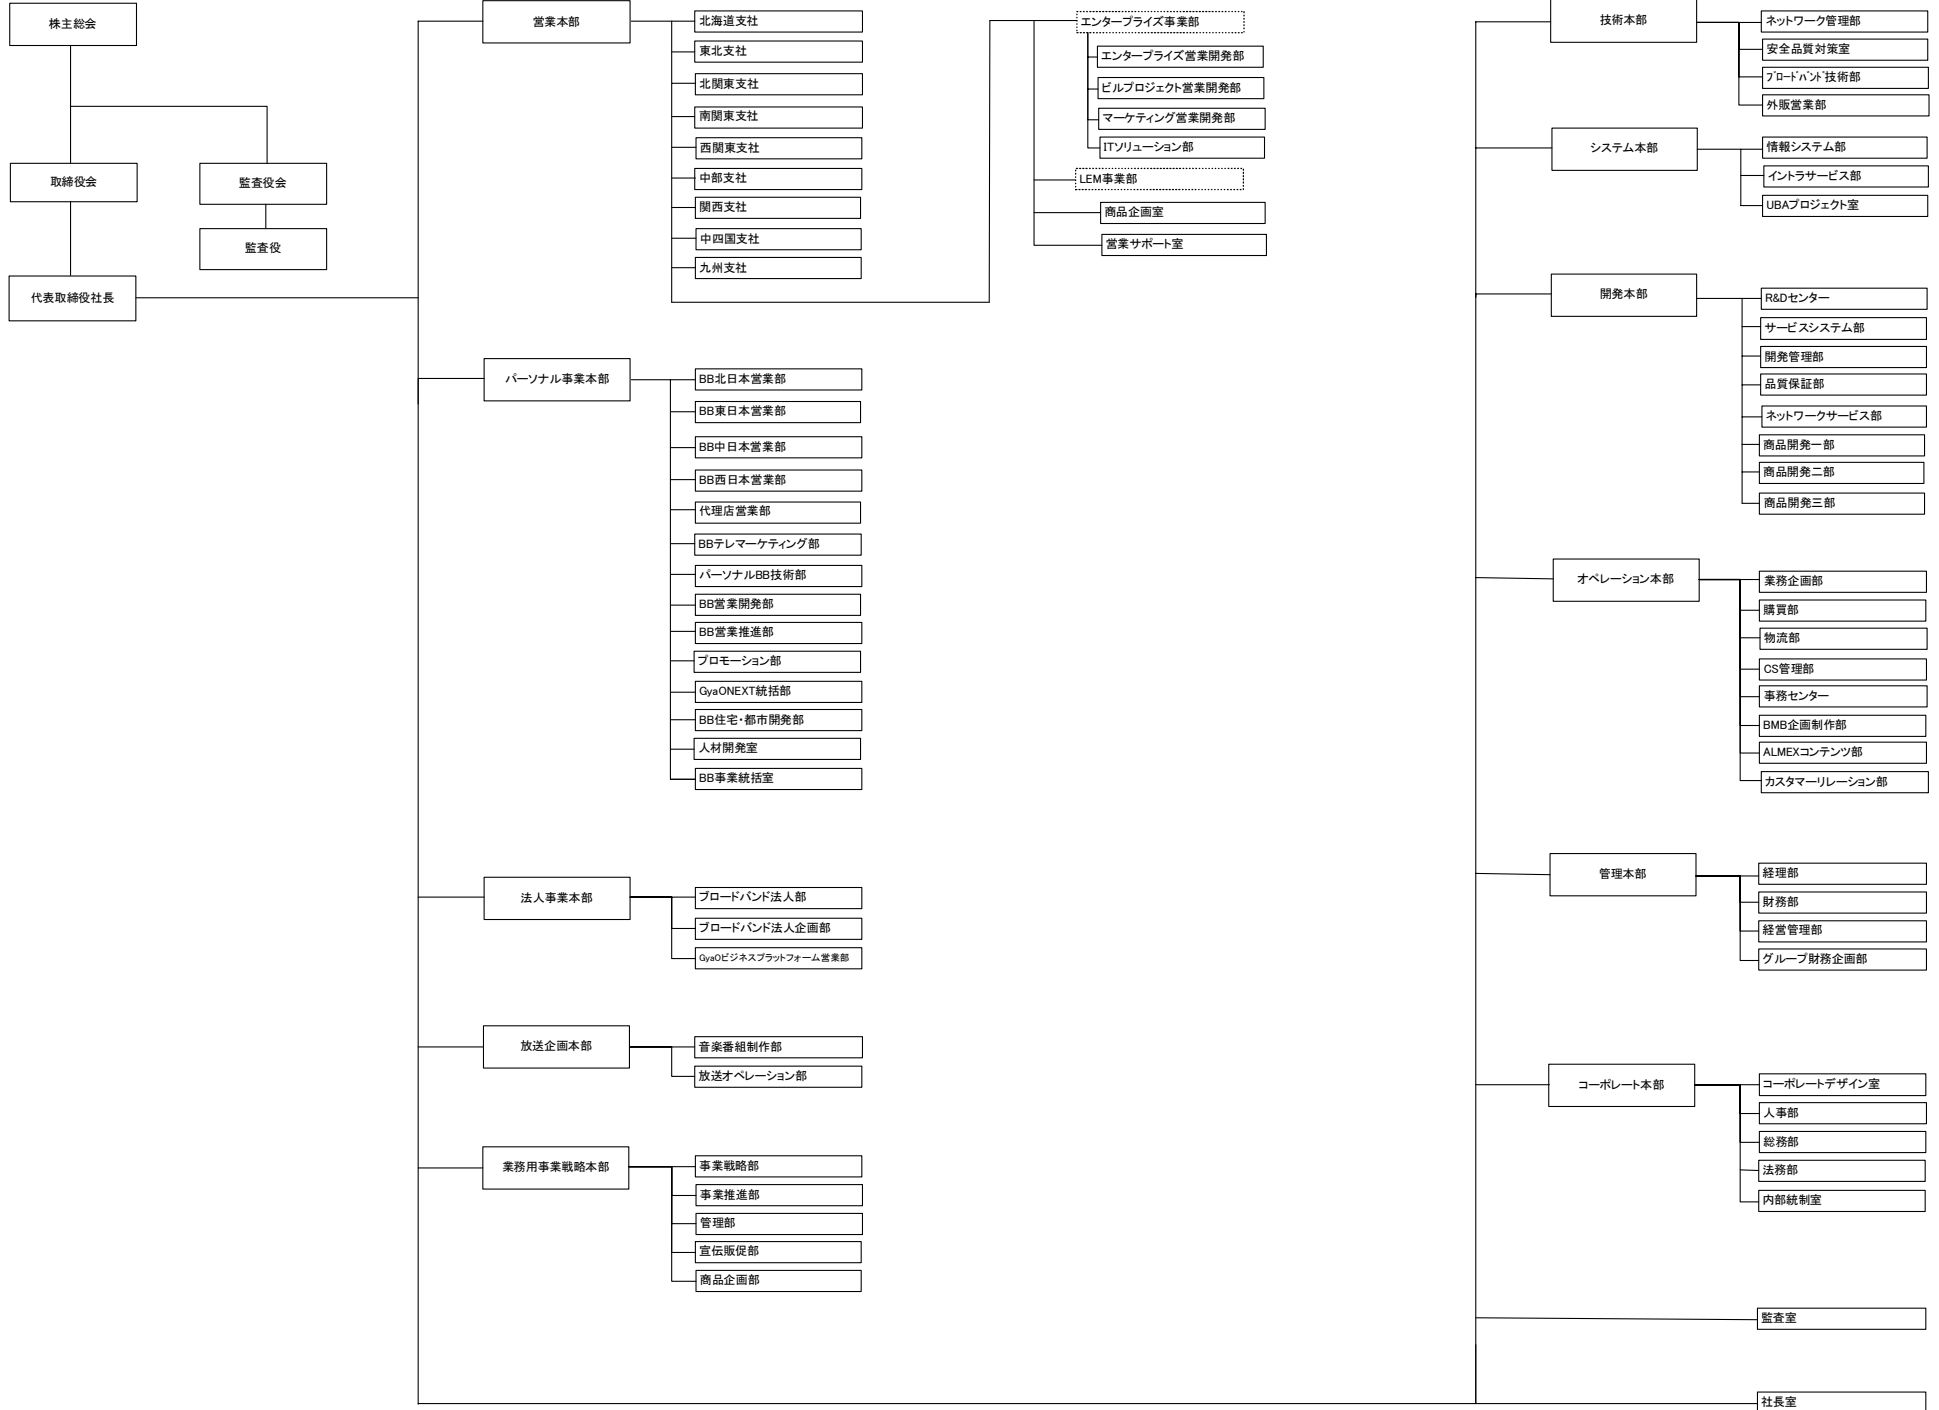 株主総会
取締役会
監査役会
監査役
代表取締役社長
営業本部
北海道支社
東北支社
北関東支社
南関東支社
西関東支社
中部支社
関西支社
中四国支社
九州支社
エンタープライズ事業部
エンタープライズ営業開発部
ビルプロジェクト営業開発部
マーケティング営業開発部
ITソリューション部
LEM事業部
商品企画室
営業サポート室
パーソナル事業本部
BB北日本営業部
BB東日本営業部
BB中日本営業部
BB西日本営業部
代理店営業部
BBテレマーケティング部
パーソナルBB技術部
BB営業開発部
BB営業推進部
プロモーション部
GyaONEXT統括部
BB住宅・都市開発部
人材開発室
BB事業統括室
法人事業本部
ブロードバンド法人部
ブロードバンド法人企画部
GyaOビジネスプラットフォーム営業部
放送企画本部
音楽番組制作部
放送オペレーション部
業務用事業戦略本部
事業戦略部
事業推進部
管理部
宣伝販促部
商品企画部
技術本部
ネットワーク管理部
安全品質対策室
ブロードバンド技術部
外販営業部
システム本部
情報システム部
イントラサービス部
UBAプロジェクト室
開発本部
R&Dセンター
サービスシステム部
開発管理部
品質保証部
ネットワークサービス部
商品開発一部
商品開発二部
商品開発三部
オペレーション本部
業務企画部
購買部
物流部
CS管理部
事務センター
BMB企画制作部
ALMEXコンテンツ部
カスタマーリレーション部
管理本部
経理部
財務部
経営管理部
グループ財務企画部
コーポレート本部
コーポレートデザイン室
人事部
総務部
法務部
内部統制室
監査室
社長室